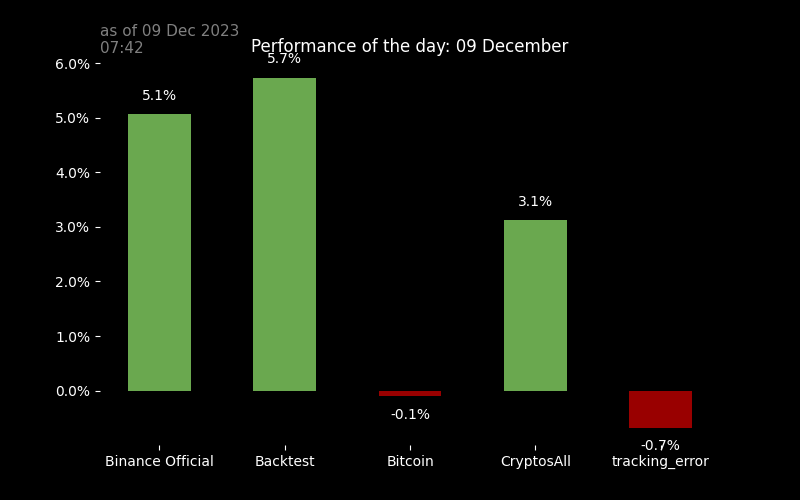 as of 09 Dec 2023
07:42
Performance of the day: 09 December
6.0%
5.0%
4.0%
3.0%
2.0%
1.0%
0.0%
5.1%
5.7%
-0.1%
3.1%
-0.7%
Binance Official
Backtest
Bitcoin
CryptosAll
tracking_error